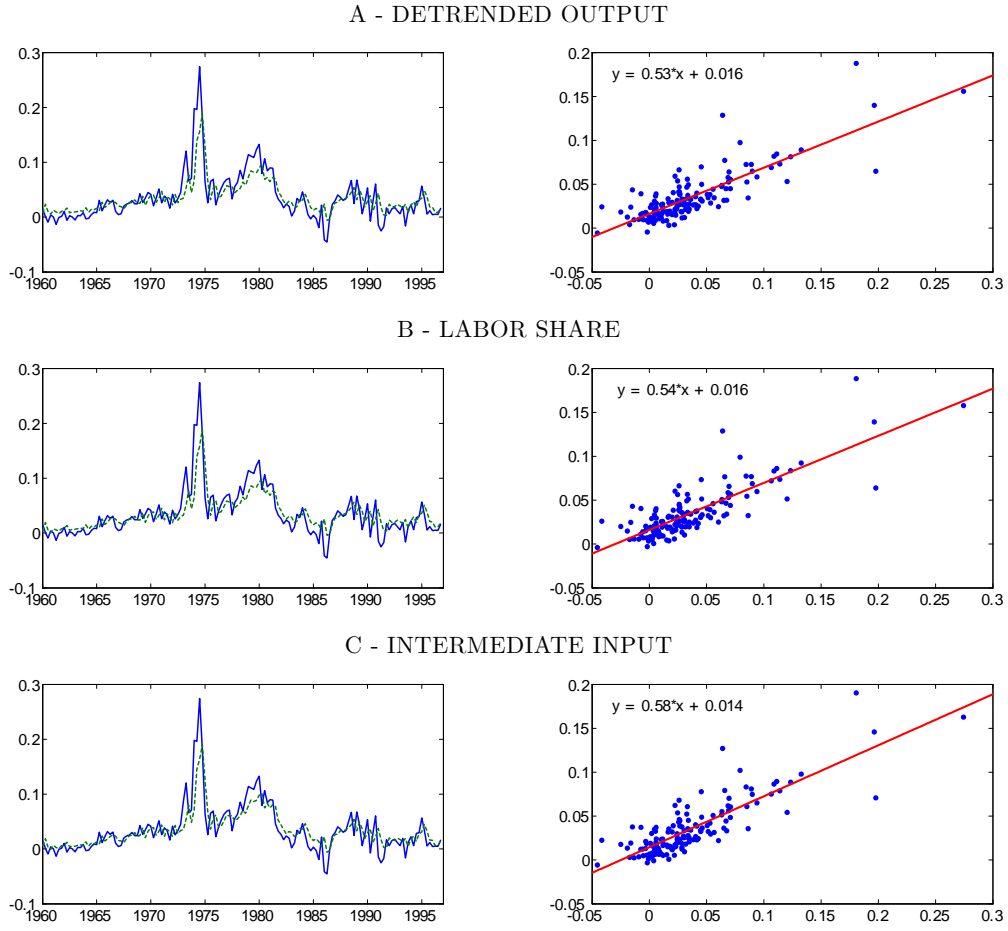 A - DETRENDED OUTPUT
0.3
0.2
0.1
0
-0.1
1960 1965 1970 1975 1980 1985 1990 1995
y = 0.53*x + 0.016
0.2
0.15
0.1
0.05
0
-0.05
-0.05 0 0.05 0.1 0.15 0.2 0.25 0.3
B - LABOR SHARE
0.3
0.2
0.1
0
-0.1
1960 1965 1970 1975 1980 1985 1990 1995
y = 0.54*x + 0.016
0.2
0.15
0.1
0.05
0
-0.05
-0.05 0 0.05 0.1 0.15 0.2 0.25 0.3
C - INTERMEDIATE INPUT
0.3
0.2
0.1
0
-0.1
1960 1965 1970 1975 1980 1985 1990 1995
y = 0.58*x + 0.014
0.2
0.15
0.1
0.05
0
-0.05
-0.05 0 0.05 0.1 0.15 0.2 0.25 0.3